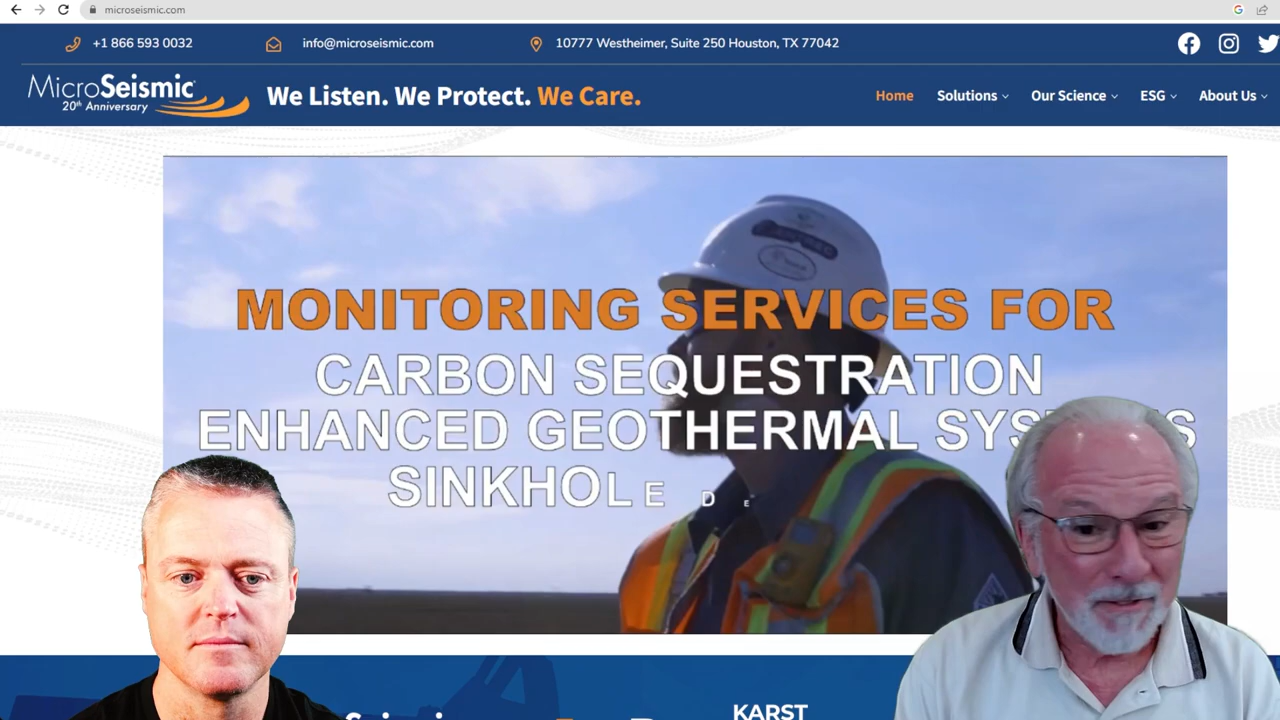 microseismic.com
+1 866 593 0032
info@microseismic.com
10777 Westheimer, Suite 250 Houston, TX 77042
MicroSeismic
20th Anniversary
We Listen. We Protect. We Care.
Home
Solutions
Our Science
ESG
About Us
MONITORING SERVICES FOR
CARBON SEQUESTRATION
ENHANCED GEOTHERMAL
SINKHOLE D E
KARST